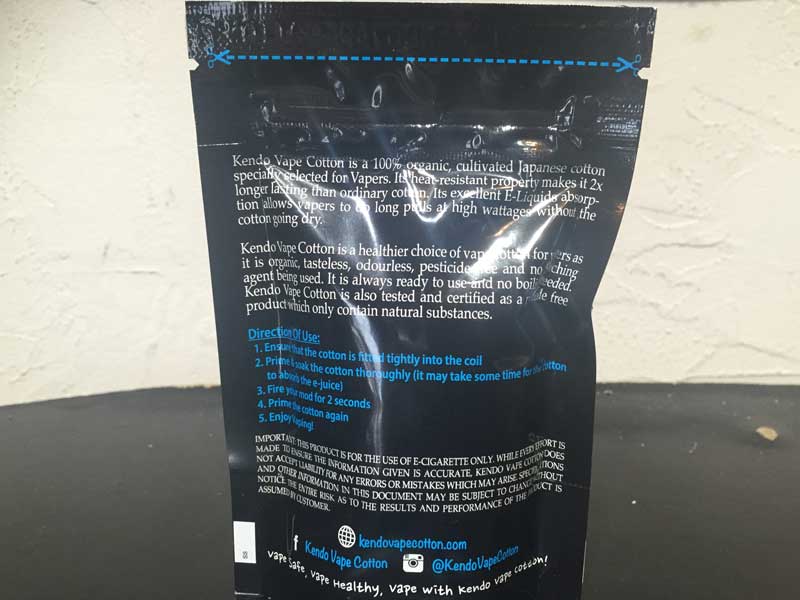 Kendo Vape Cotton is a 100% organic, cultivated Japanese cotton
specially selected for Vapers. Its heat-resistant property makes it 2x
longer lasting than ordinary cotton. Its excellent E-Liquids absorp-
tion allows vapers to do long pulls at high wattages without the
cotton going dry.
Kendo Vape Cotton is a healthier choice of vape cotton for as
it is organic, tasteless, odourless, pesticide free and no
agent being used. It is always ready to use and no boil needed.
Kendo Vape Cotton is also tested and certified as a free
product which only contain natural substances.
Direction Of Use:
1. Ensure that the cotton is fitted tightly into the coil
2. Prime & soak the cotton thoroughly (it may take some time for the cotton
to absorb the e-juice)
3. Fire your mod for 2 seconds
4. Prime the cotton again
5. Enjoy Vaping!
IMPORTANT: THIS PRODUCT IS FOR THE USE OF E-CIGARETTE ONLY. WHILE EVERY EFFORT IS
MADE TO ENSURE THE INFORMATION GIVEN IS ACCURATE, KENDO VAPE COTTON DOES
NOT ACCEPT LIABILITY FOR ANY ERRORS OR MISTAKES WHICH MAY ARISE. SPECIFICATIONS
AND OTHER INFORMATION IN THIS DOCUMENT MAY BE SUBJECT TO CHANGE WITHOUT
NOTICE. THE ENTIRE RISK AS TO THE RESULTS AND PERFORMANCE OF THE PRODUCT IS
ASSUMED BY CUSTOMER.
kendovapecotton.com
f Kendo Vape Cotton @KendoVapeCotton
Vape Safe, Vape Healthy, Vape with Kendo Vape Cotton!